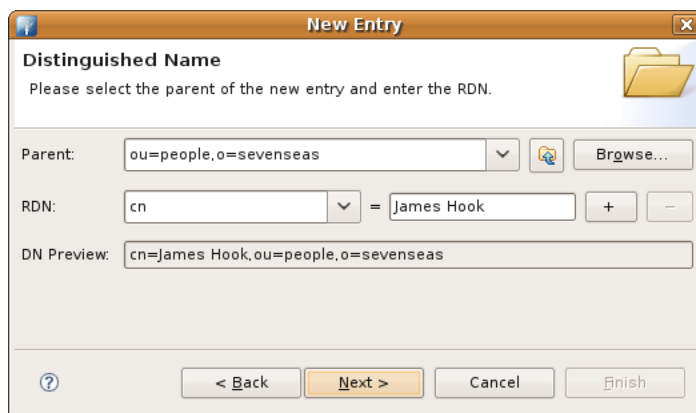 New Entry
Distinguished Name
Please select the parent of the new entry and enter the RDN.
Parent: ou=people,o=sevenseas Browse...
RDN: cn = James Hook + -
DN Preview: cn=James Hook,ou=people,o=sevenseas
? < Back Next > Cancel Finish